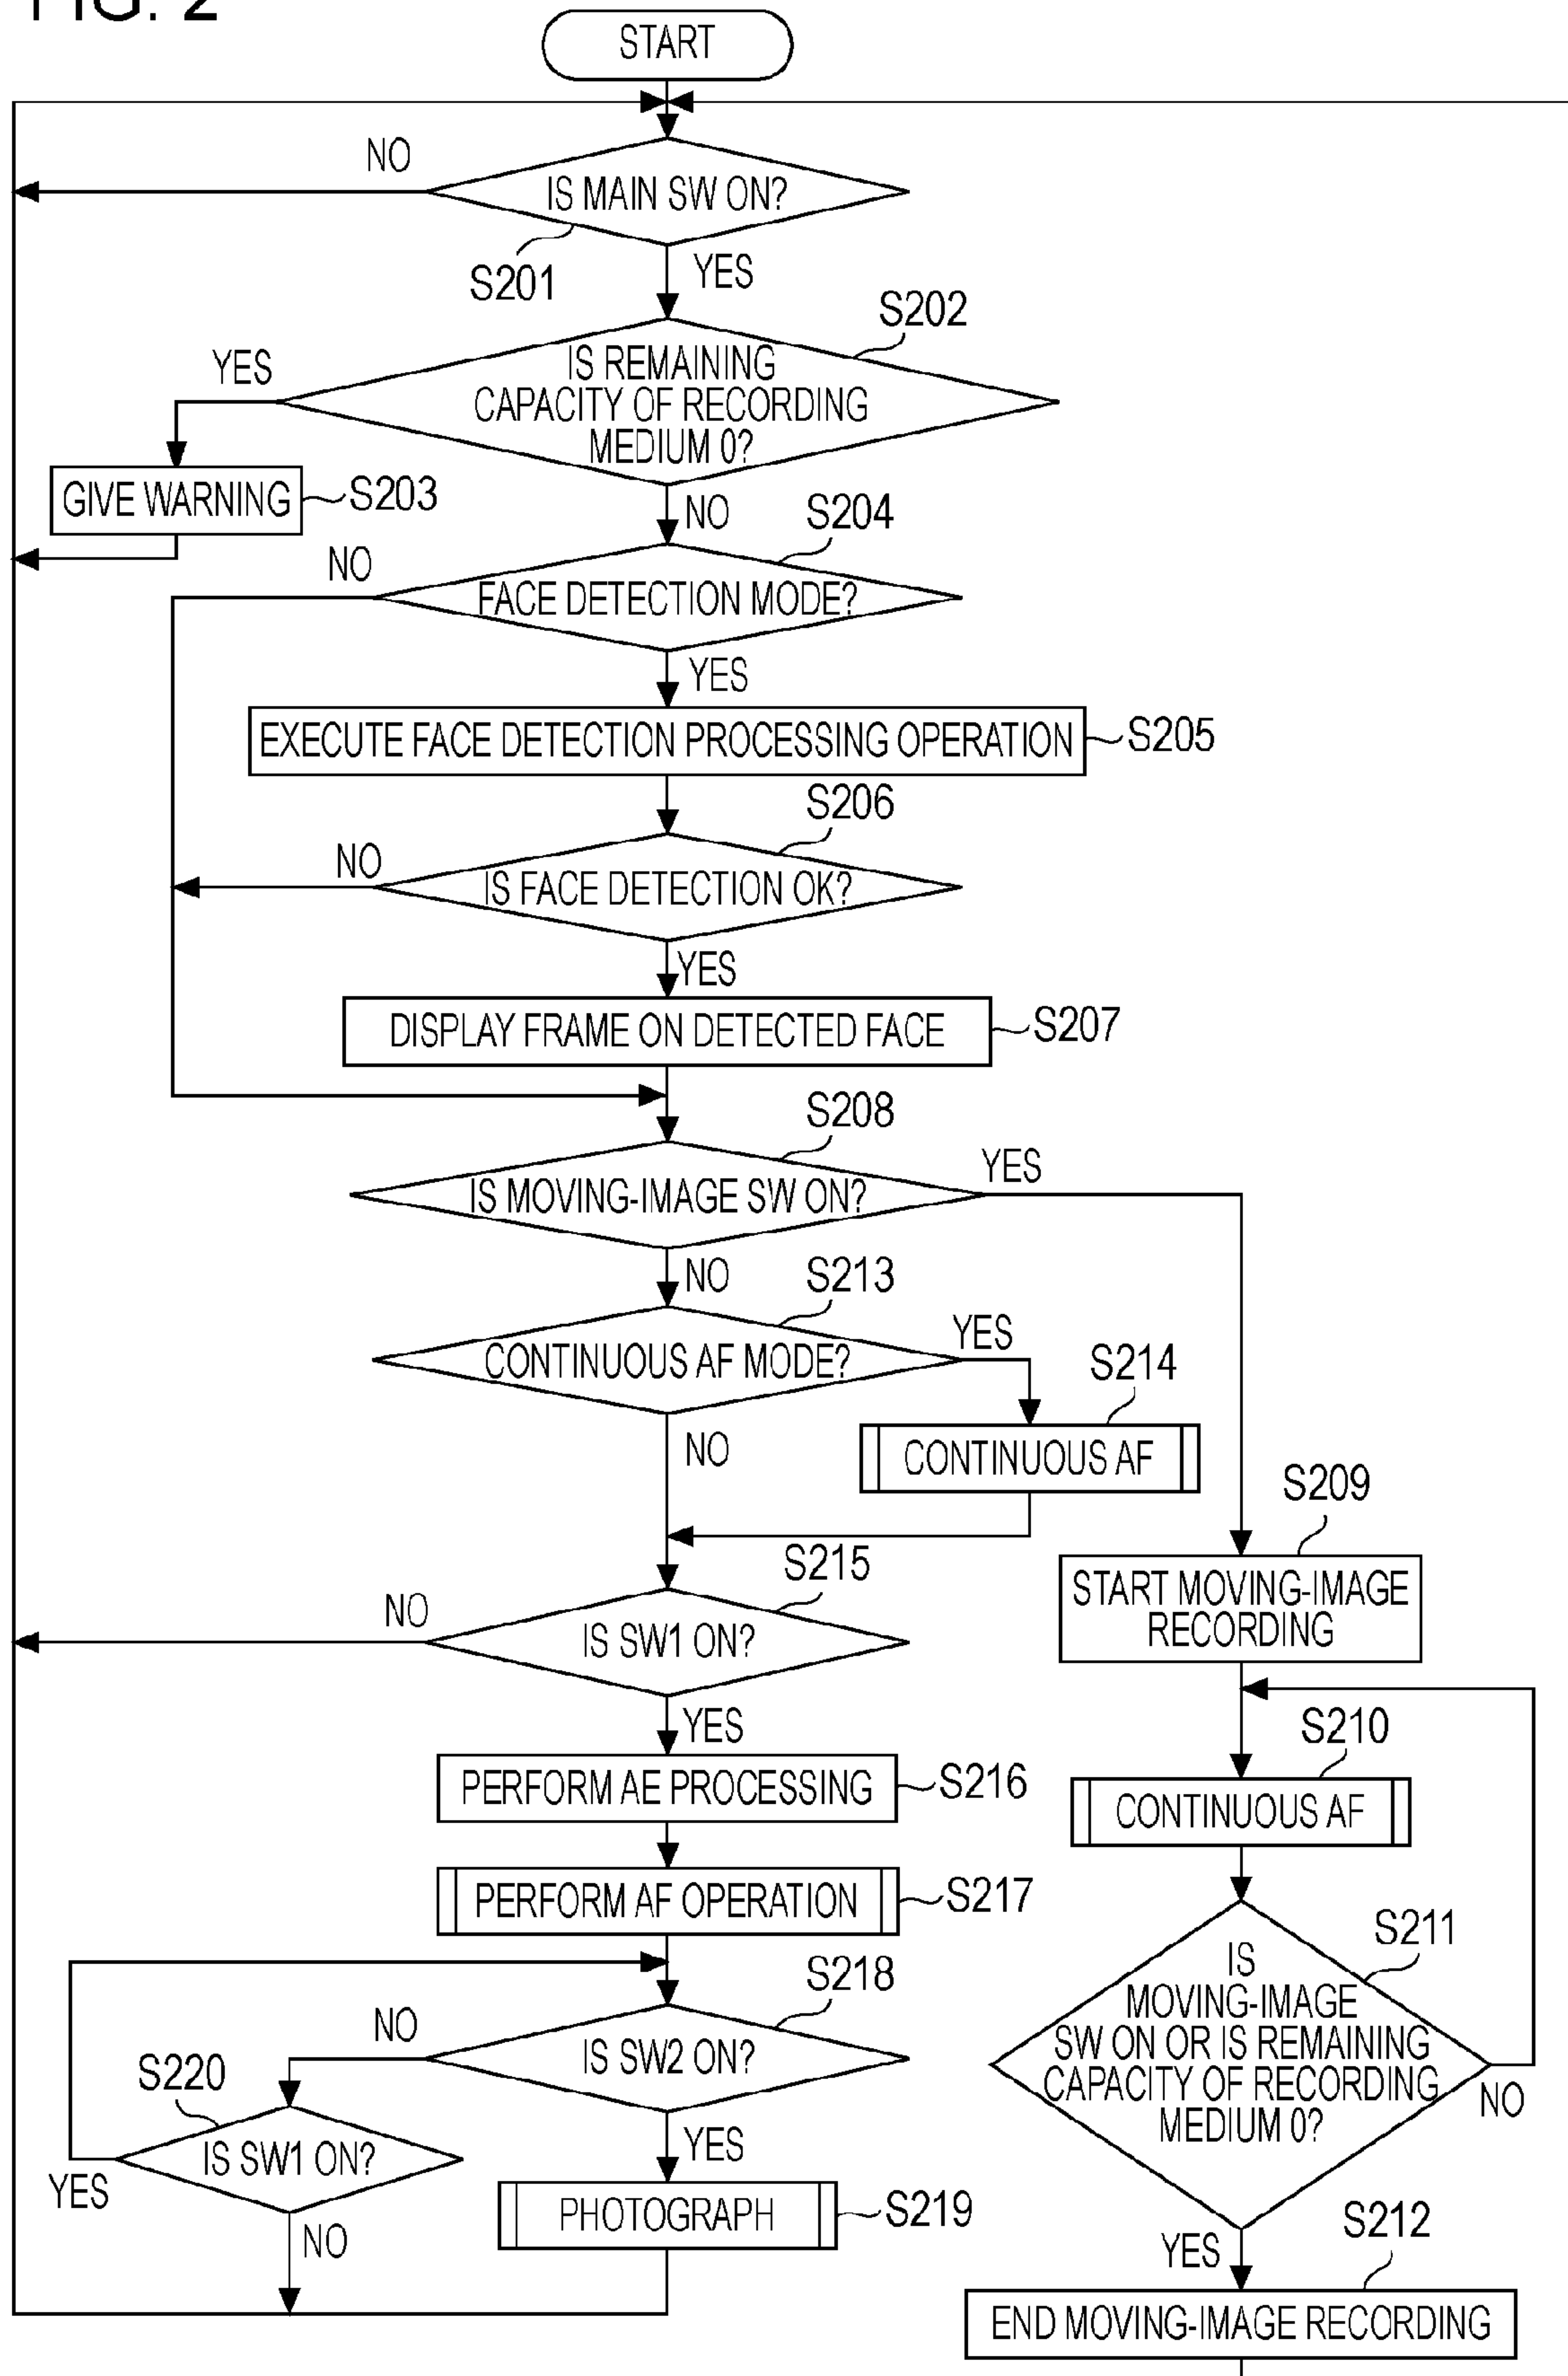 FIG. 2
START
NO
IS MAIN SW ON?
S201
YES
S202
YES
IS REMAINING
CAPACITY OF RECORDING
MEDIUM 0?
GIVE WARNING
S203
NO
S204
NO
FACE DETECTION MODE?
YES
EXECUTE FACE DETECTION PROCESSING OPERATION
S205
S206
NO
IS FACE DETECTION OK?
YES
DISPLAY FRAME ON DETECTED FACE
S207
S208
YES
IS MOVING-IMAGE SW ON?
NO
S213
YES
CONTINUOUS AF MODE?
S214
NO
CONTINUOUS AF
S209
START MOVING-IMAGE
RECORDING
S215
NO
IS SW1 ON?
YES
S210
PERFORM AE PROCESSING
S216
CONTINUOUS AF
PERFORM AF OPERATION
S217
S211
IS
MOVING-IMAGE
SW ON OR IS REMAINING
CAPACITY OF RECORDING
MEDIUM 0?
NO
S218
NO
IS SW2 ON?
S220
IS SW1 ON?
YES
YES
PHOTOGRAPH
S219
NO
YES
S212
END MOVING-IMAGE RECORDING